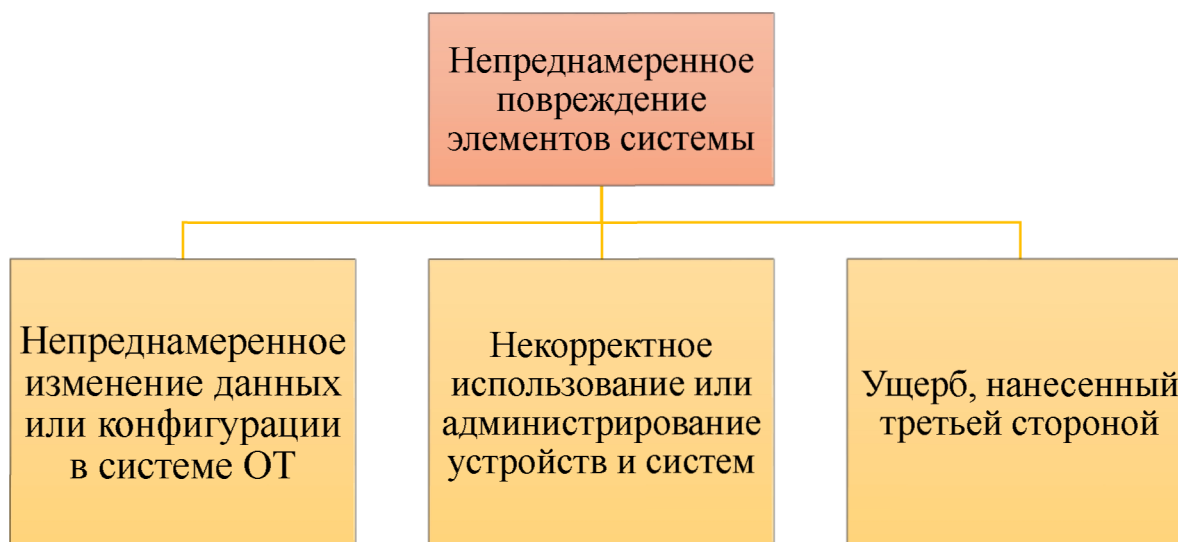 Непреднамеренное
повреждение
элементов системы
Непреднамеренное
изменение данных
или конфигурации
в системе ОТ
Некорректное
использование или
администрирование
устройств и систем
Ущерб, нанесенный
третьей стороной